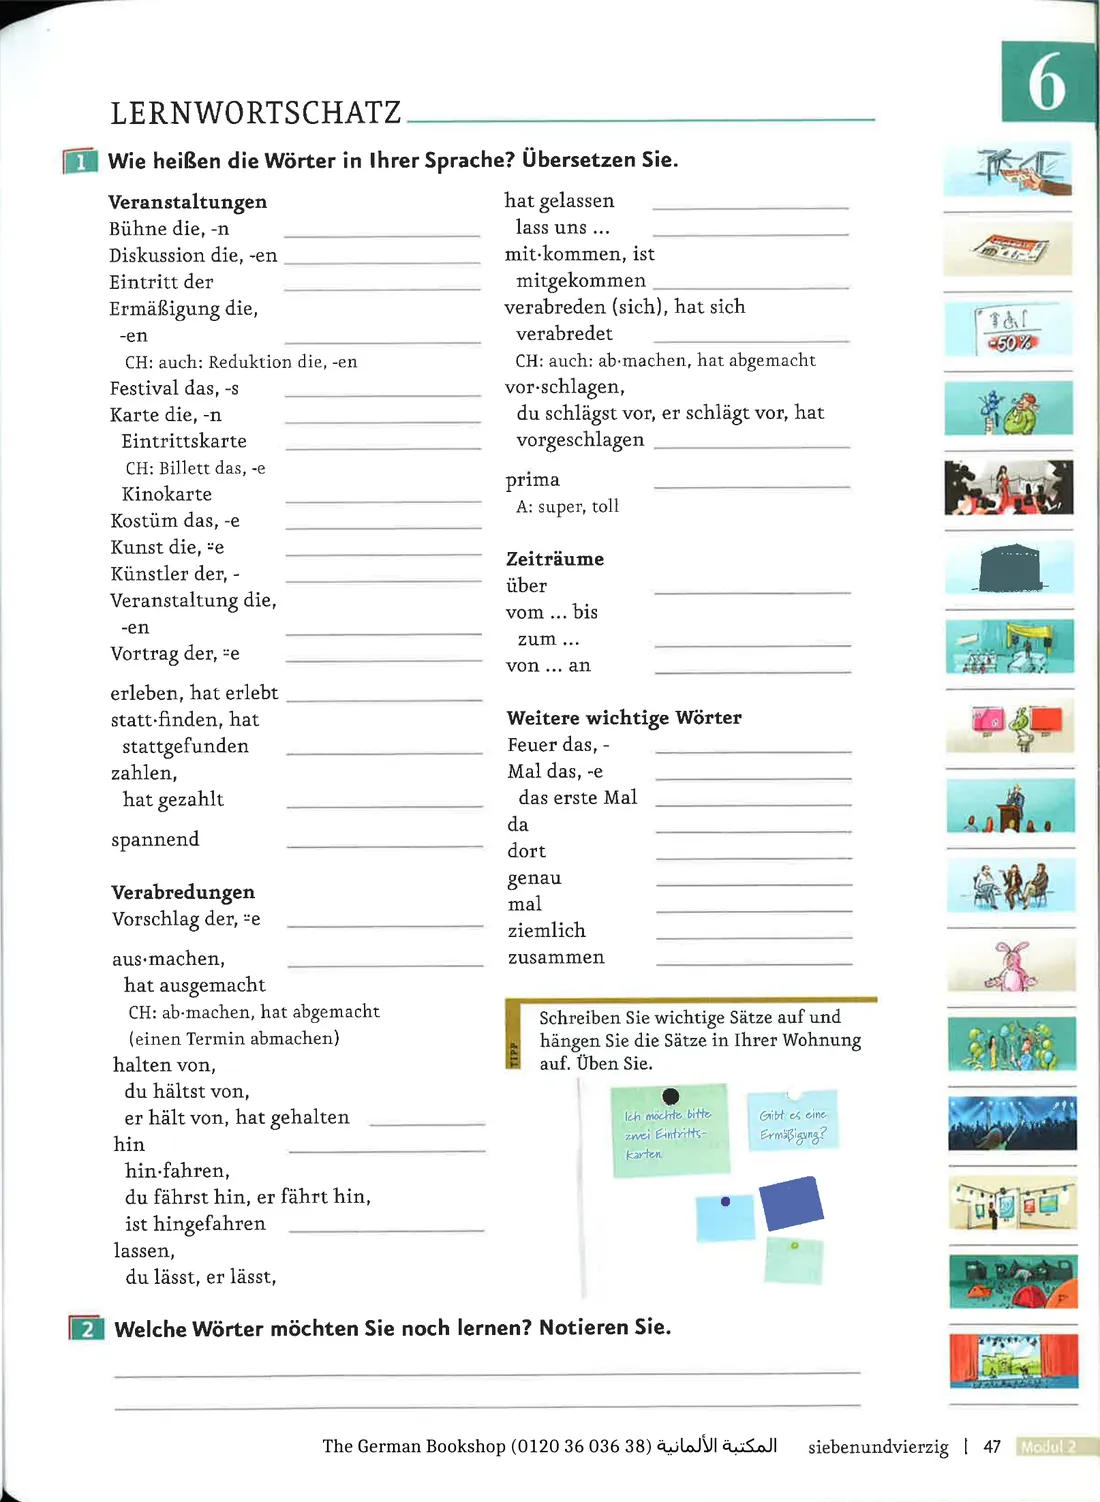 6
LERNWORTSCHATZ
1 Wie heißen die Wörter in Ihrer Sprache? Übersetzen Sie.
Veranstaltungen
Bühne die, -n
Diskussion die, -en
Eintritt der
Ermäßigung die,
-en
CH: auch: Reduktion die, -en
Festival das, -s
Karte die, -n
Eintrittskarte
CH: Billett das, -e
Kinokarte
Kostüm das, -e
Kunst die, ⸚e
Künstler der, -
Veranstaltung die,
-en
Vortrag der, ⸚e
erleben, hat erlebt
statt·finden, hat
stattgefunden
zahlen,
hat gezahlt
spannend
Verabredungen
Vorschlag der, ⸚e
aus·machen,
hat ausgemacht
CH: ab·machen, hat abgemacht
(einen Termin abmachen)
halten von,
du hältst von,
er hält von, hat gehalten
hin
hin·fahren,
du fährst hin, er fährt hin,
ist hingefahren
lassen,
du lässt, er lässt,
hat gelassen
lass uns ...
mit·kommen, ist
mitgekommen
verabreden (sich), hat sich
verabredet
CH: auch: ab·machen, hat abgemacht
vor·schlagen,
du schlägst vor, er schlägt vor, hat
vorgeschlagen
prima
A: super, toll
Zeiträume
über
vom ... bis
zum ...
von ... an
Weitere wichtige Wörter
Feuer das, -
Mal das, -e
das erste Mal
da
dort
genau
mal
ziemlich
zusammen
TIPP
Schreiben Sie wichtige Sätze auf und
hängen Sie die Sätze in Ihrer Wohnung
auf. Üben Sie.
Ich möchte bitte
zwei Eintritts-
karten.
Gibt es eine
Ermäßigung?
-50%
2 Welche Wörter möchten Sie noch lernen? Notieren Sie.
The German Bookshop (0120 36 036 38) المكتبة الألمانية
siebenundvierzig | 47 Modul 2